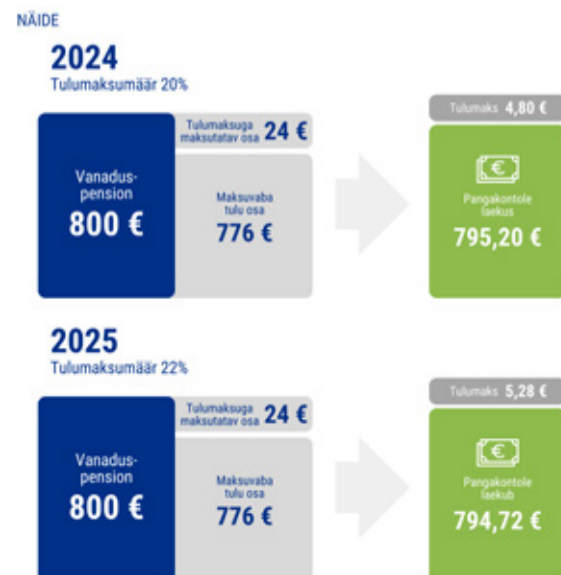 NÄIDE
2024
Tulumaksumäär 20%
Vanadus-
pension
800 €
Tulumaksuga
maksutatav osa 24 €
Maksuvaba
tulu osa
776 €
Tulumaks 4,80 €
€
Pangakontole
laekus
795,20 €
2025
Tulumaksumäär 22%
Vanadus-
pension
800 €
Tulumaksuga
maksutatav osa 24 €
Maksuvaba
tulu osa
776 €
Tulumaks 5,28 €
€
Pangakontole
laekub
794,72 €